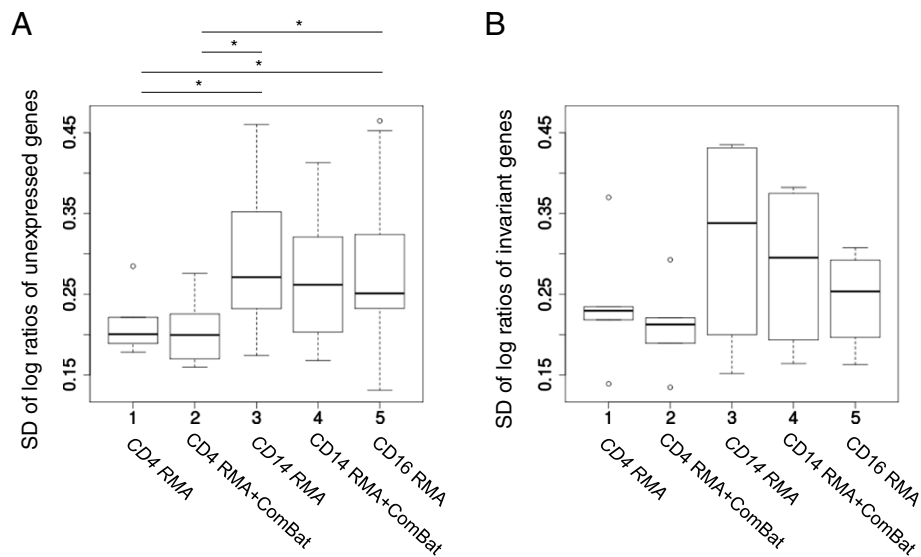 A
B
*
*
*
*
SD of log ratios of unexpressed genes
0.45
0.35
0.25
0.15
1 2 3 4 5
CD4 RMA
CD4 RMA+ComBat
CD14 RMA
CD14 RMA+ComBat
CD16 RMA
SD of log ratios of invariant genes
0.45
0.35
0.25
0.15
1 2 3 4 5
CD4 RMA
CD4 RMA+ComBat
CD14 RMA
CD14 RMA+ComBat
CD16 RMA